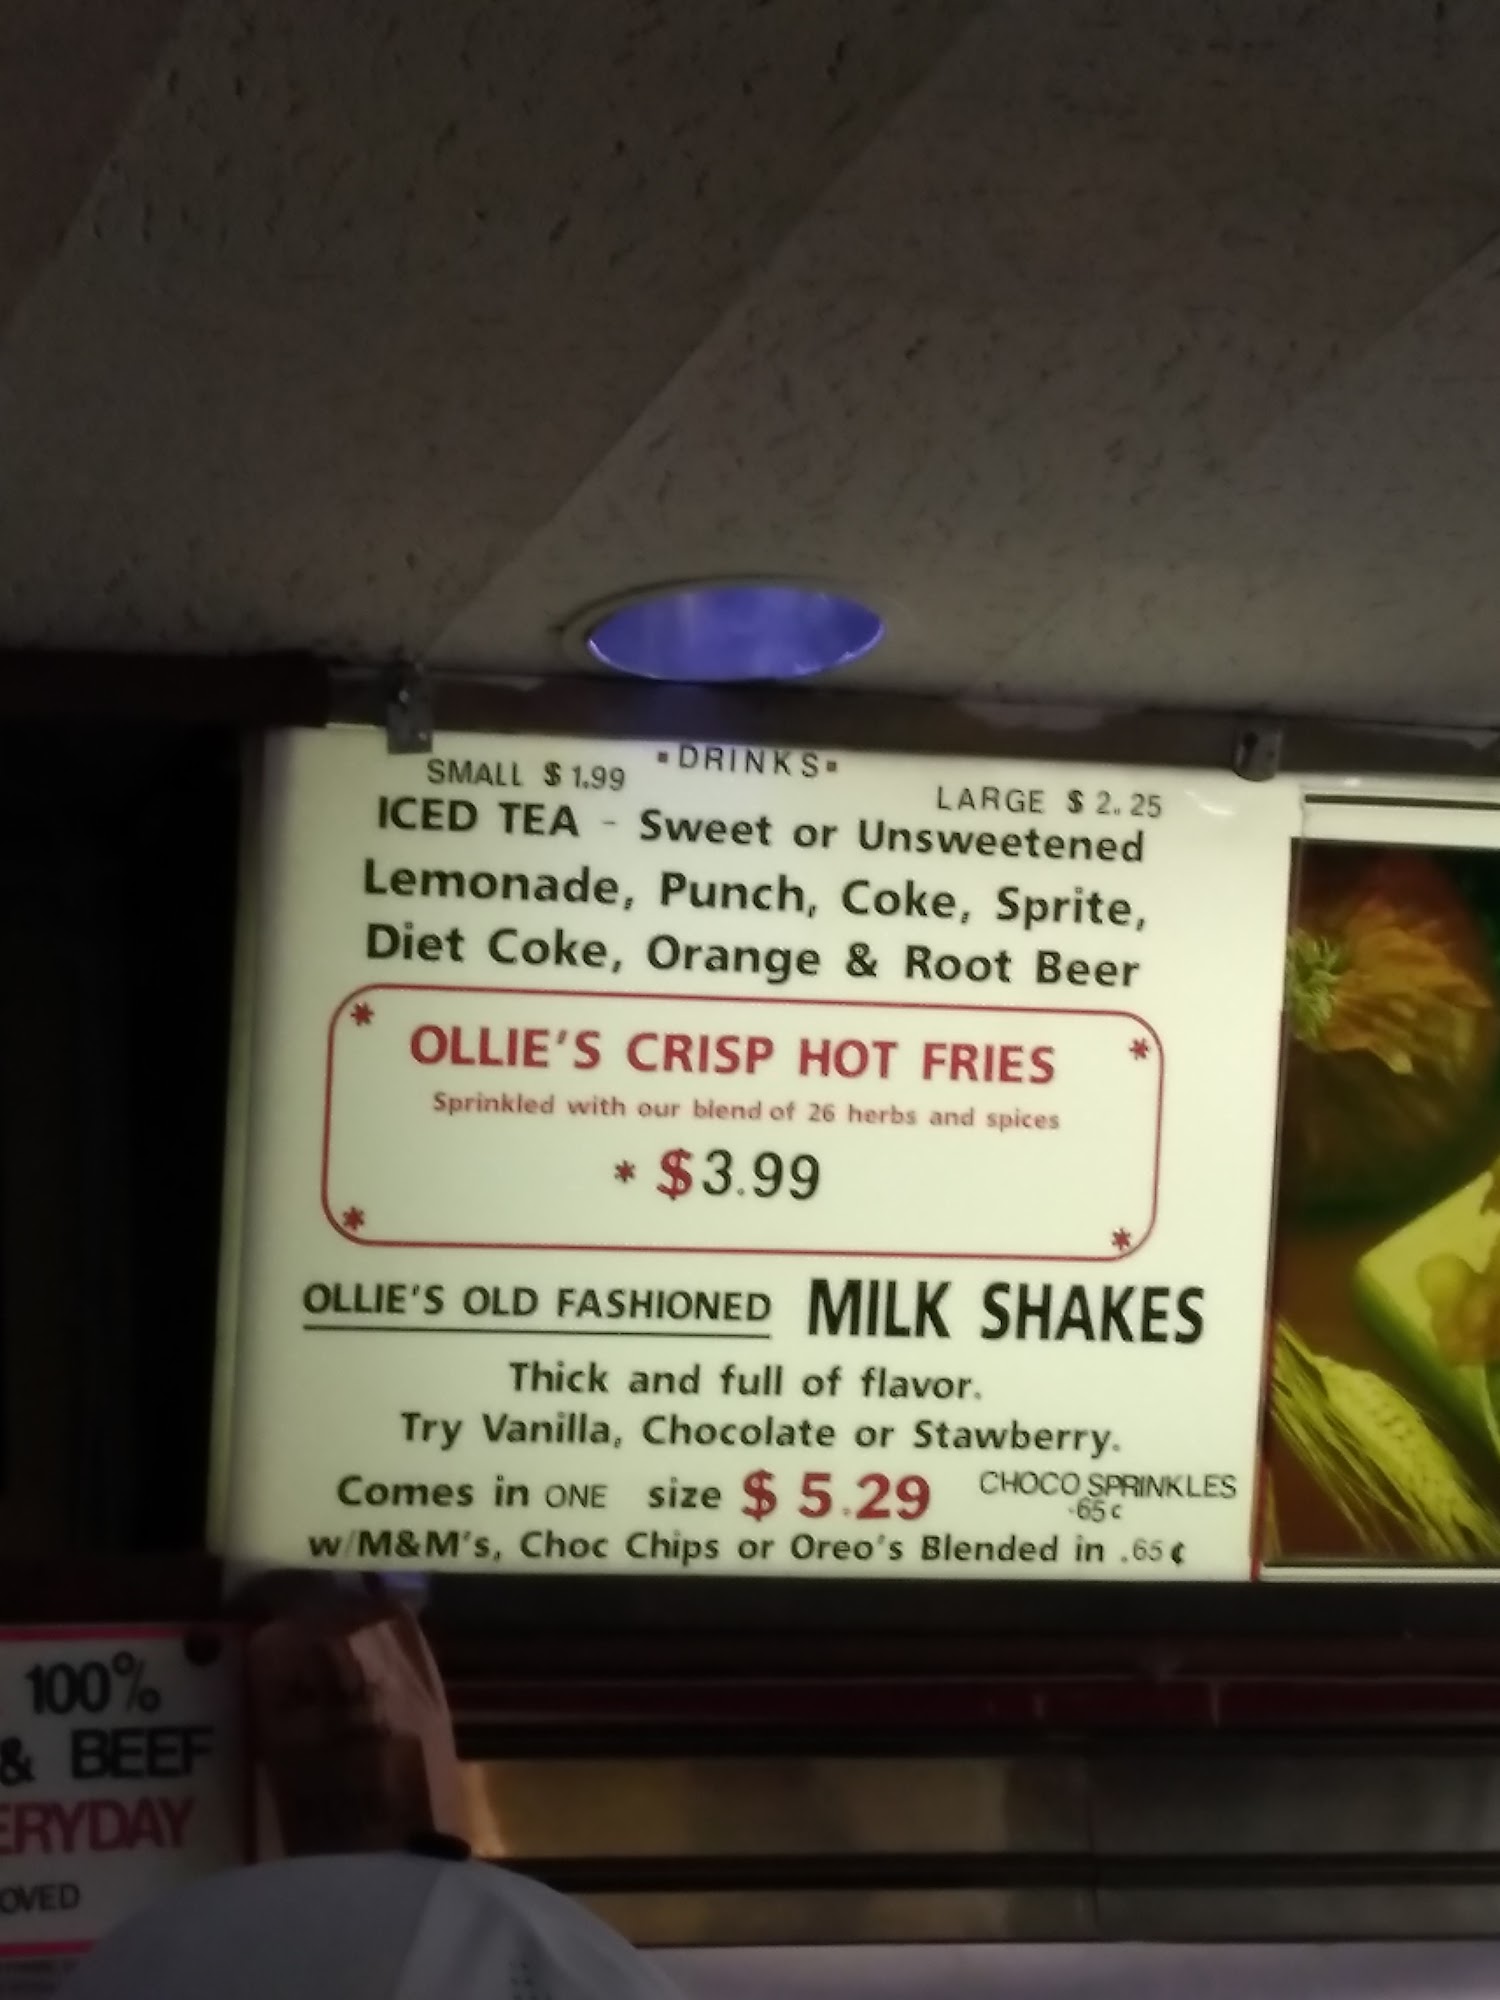 ▪DRINKS▪
SMALL $1.99
LARGE $2.25
ICED TEA - Sweet or Unsweetened
Lemonade, Punch, Coke, Sprite,
Diet Coke, Orange & Root Beer
* *
OLLIE'S CRISP HOT FRIES
Sprinkled with our blend of 26 herbs and spices
* $3.99
* *
OLLIE'S OLD FASHIONED MILK SHAKES
Thick and full of flavor.
Try Vanilla, Chocolate or Stawberry.
Comes in ONE size $5.29
CHOCO SPRINKLES
.65¢
w/M&M's, Choc Chips or Oreo's Blended in .65¢
100%
& BEEF
ERYDAY
OVED